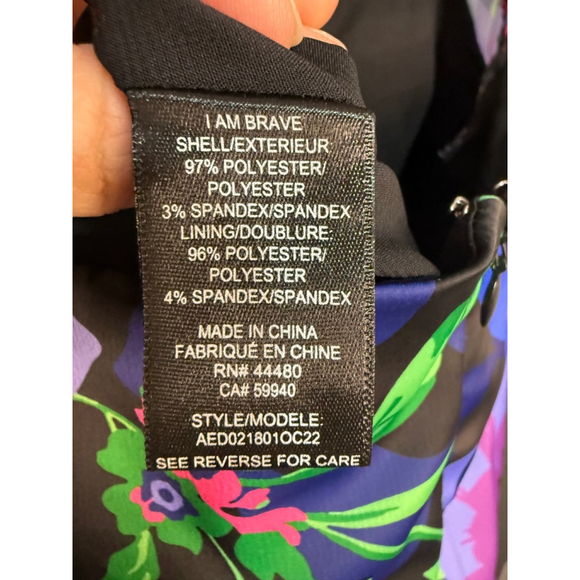 I AM BRAVE
SHELL/EXTERIEUR
97% POLYESTER/
POLYESTER
3% SPANDEX/SPANDEX
LINING/DOUBLURE:
96% POLYESTER/
POLYESTER
4% SPANDEX/SPANDEX
MADE IN CHINA
FABRIQUÉ EN CHINE
RN# 44480
CA# 59940
STYLE/MODELE:
AED021801OC22
SEE REVERSE FOR CARE